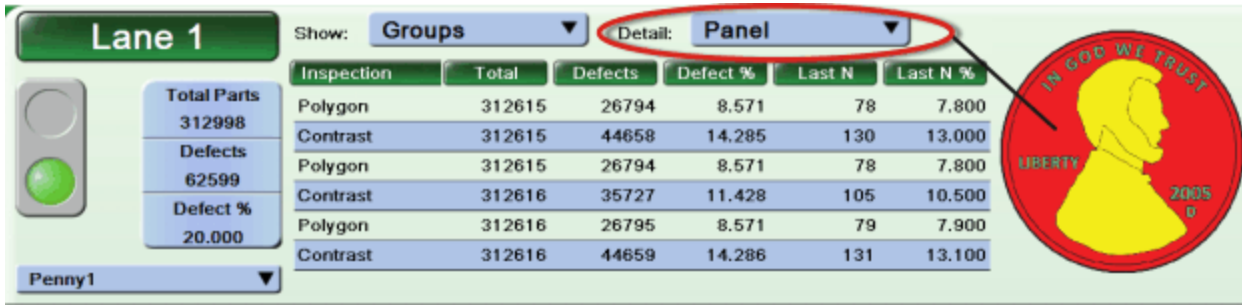 Lane 1
Show: Groups Detail: Panel
Total Parts
312998
Defects
62599
Defect %
20.000
Penny1
Inspection Total Defects Defect % Last N Last N %
Polygon 312615 26794 8.571 78 7.800
Contrast 312615 44658 14.285 130 13.000
Polygon 312615 26794 8.571 78 7.800
Contrast 312616 35727 11.428 105 10.500
Polygon 312616 26795 8.571 79 7.900
Contrast 312616 44659 14.286 131 13.100
IN GOD WE TRUST
LIBERTY
2005
D